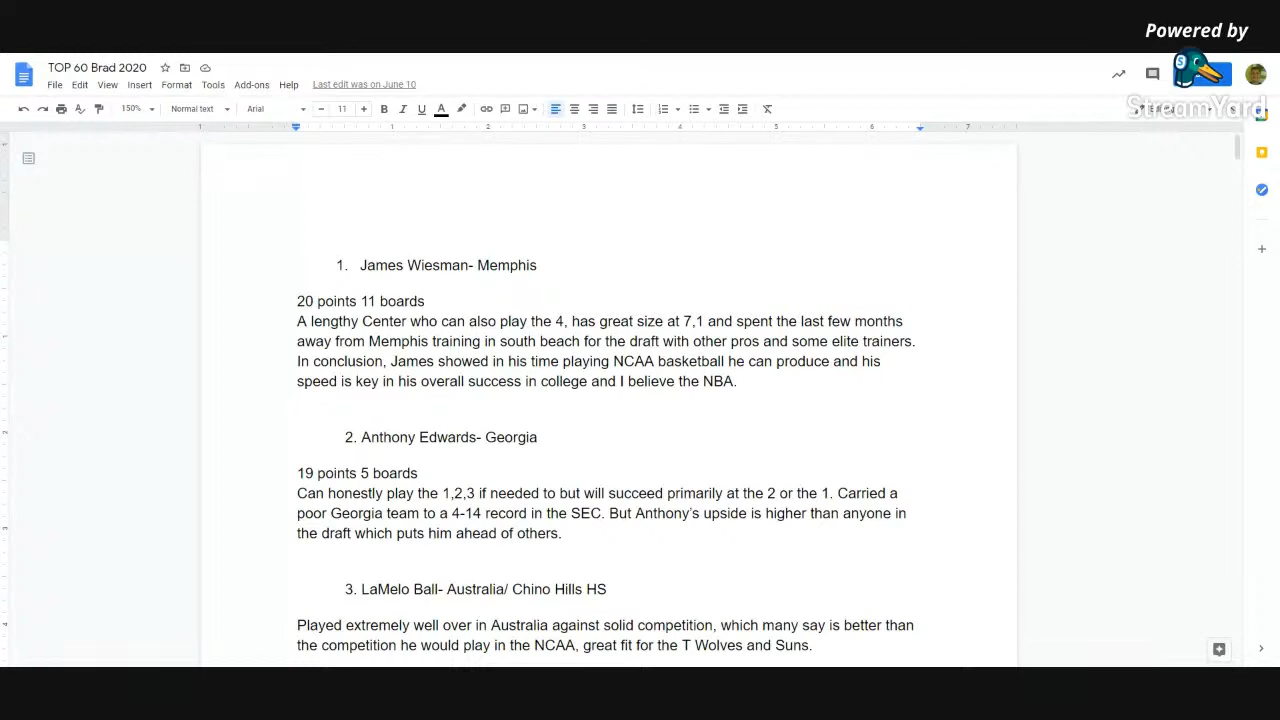 Powered by
StreamYard
TOP 60 Brad 2020
File Edit View Insert Format Tools Add-ons Help Last edit was on June 10
150% Normal text Arial 11
1 1 2 3 4 5 6 7
1. James Wiesman- Memphis
20 points 11 boards
A lengthy Center who can also play the 4, has great size at 7,1 and spent the last few months
away from Memphis training in south beach for the draft with other pros and some elite trainers.
In conclusion, James showed in his time playing NCAA basketball he can produce and his
speed is key in his overall success in college and I believe the NBA.
2. Anthony Edwards- Georgia
19 points 5 boards
Can honestly play the 1,2,3 if needed to but will succeed primarily at the 2 or the 1. Carried a
poor Georgia team to a 4-14 record in the SEC. But Anthony's upside is higher than anyone in
the draft which puts him ahead of others.
3. LaMelo Ball- Australia/ Chino Hills HS
Played extremely well over in Australia against solid competition, which many say is better than
the competition he would play in the NCAA, great fit for the T Wolves and Suns.